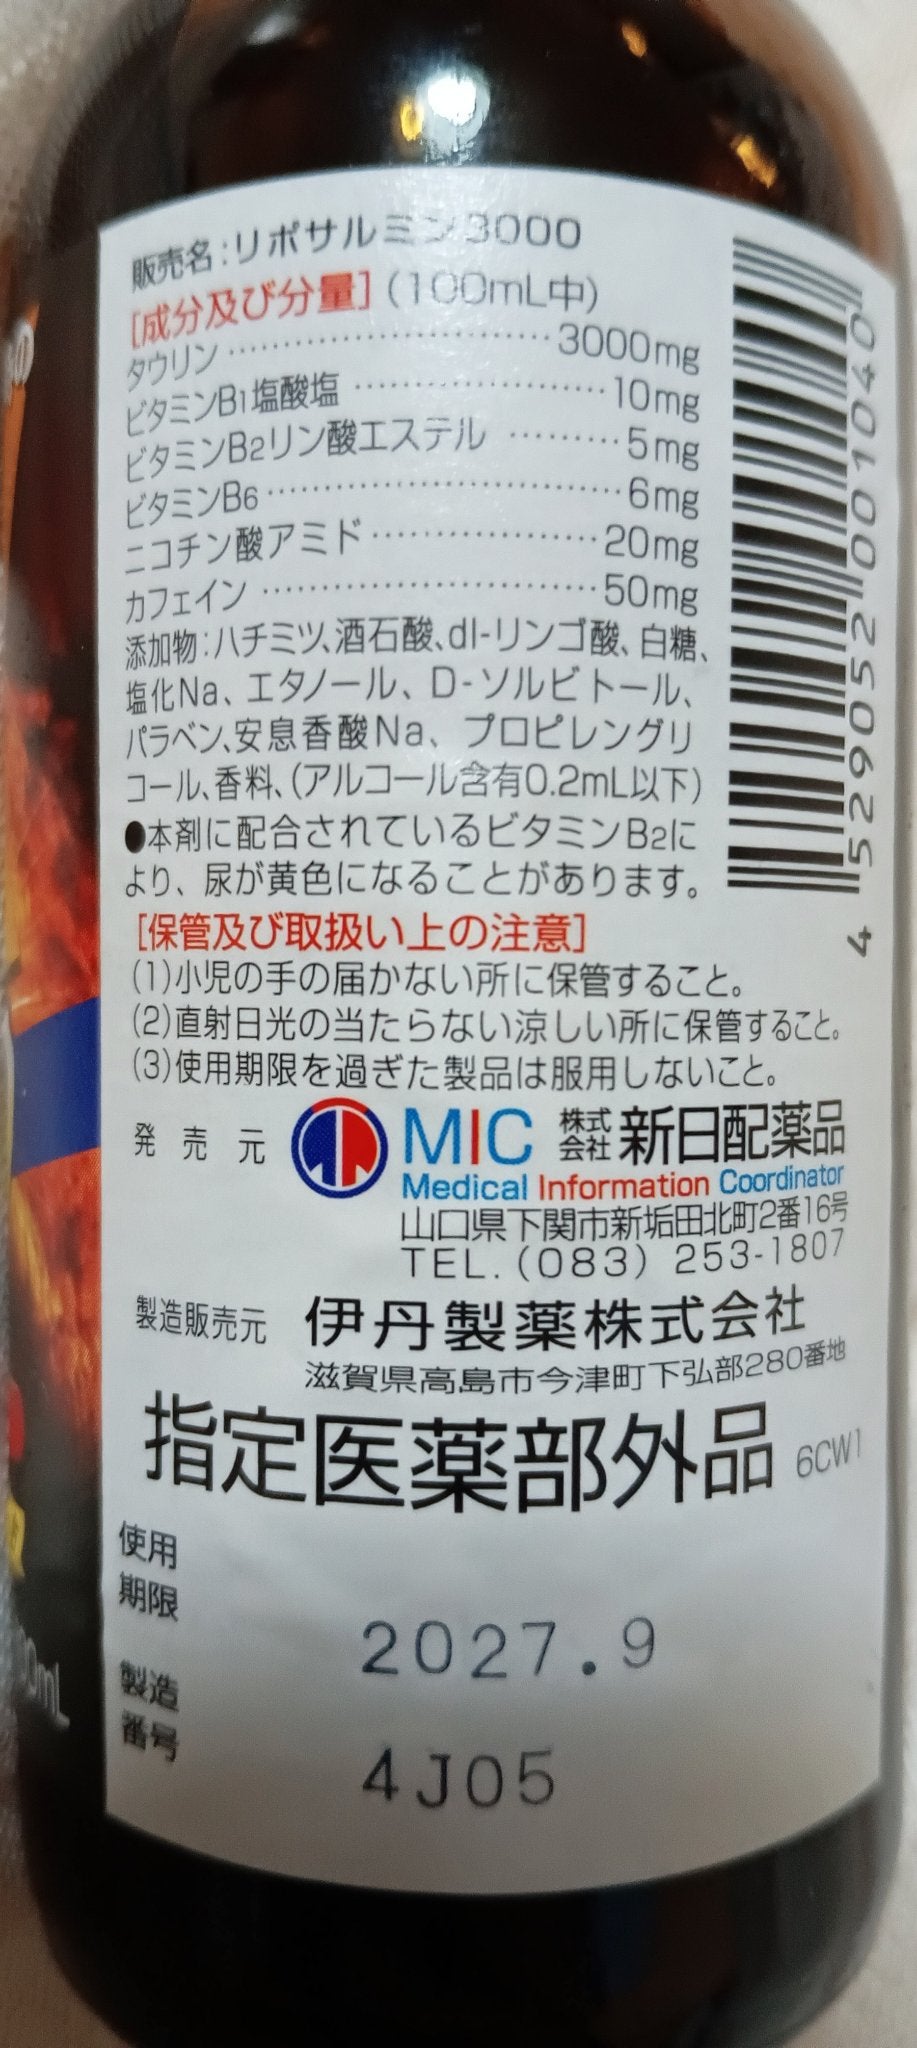 販売名:リポサルミン3000
[成分及び分量](100mL中)
タウリン……………………………3000mg
ビタミンB1塩酸塩……………………10mg
ビタミンB2リン酸エステル………5mg
ビタミンB6……………………………6mg
ニコチン酸アミド…………………20mg
カフェイン……………………………50mg
添加物:ハチミツ、酒石酸、dl-リンゴ酸、白糖、
塩化Na、エタノール、D-ソルビトール、
パラベン、安息香酸Na、プロピレングリ
コール、香料、(アルコール含有0.2mL以下)
●本剤に配合されているビタミンB2に
より、尿が黄色になることがあります。
[保管及び取扱い上の注意]
(1)小児の手の届かない所に保管すること。
(2)直射日光の当たらない涼しい所に保管すること。
(3)使用期限を過ぎた製品は服用しないこと。
発売元 MIC 株式会社 新日配薬品
Medical Information Coordinator
山口県下関市新垢田北町2番16号
TEL.(083)253-1807
製造販売元 伊丹製薬株式会社
滋賀県高島市今津町下弘部280番地
指定医薬部外品 6CW1
使用
期限
2027.9
製造
番号
4J05
4 529052 001040